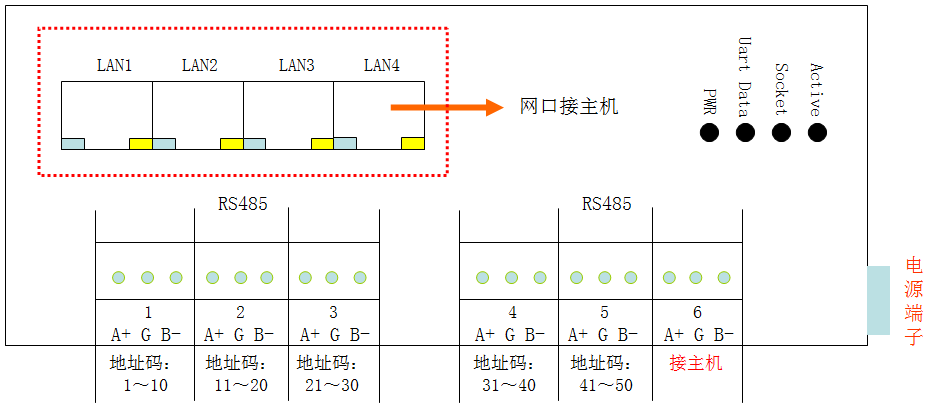 LAN1 LAN2 LAN3 LAN4
网口接主机
PWR
Uart Data
Socket
Active
RS485 RS485
1 2 3 4 5 6
A+ G B- A+ G B- A+ G B- A+ G B- A+ G B- A+ G B-
地址码: 地址码: 地址码: 地址码: 地址码: 接主机
1～10 11～20 21～30 31～40 41～50
电源端子